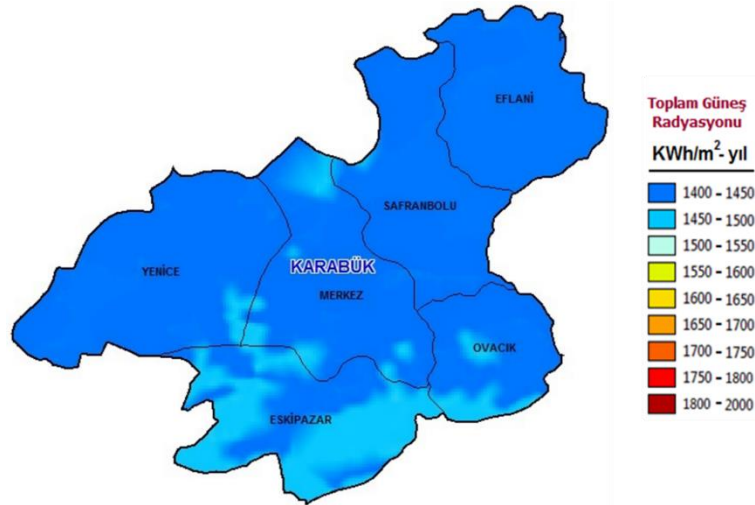 EFLANİ
SAFRANBOLU
KARABÜK
YENİCE
MERKEZ
OVACIK
ESKİPAZAR
Toplam Güneş
Radyasyonu
KWh/m²- yıl
1400 - 1450
1450 - 1500
1500 - 1550
1550 - 1600
1600 - 1650
1650 - 1700
1700 - 1750
1750 - 1800
1800 - 2000